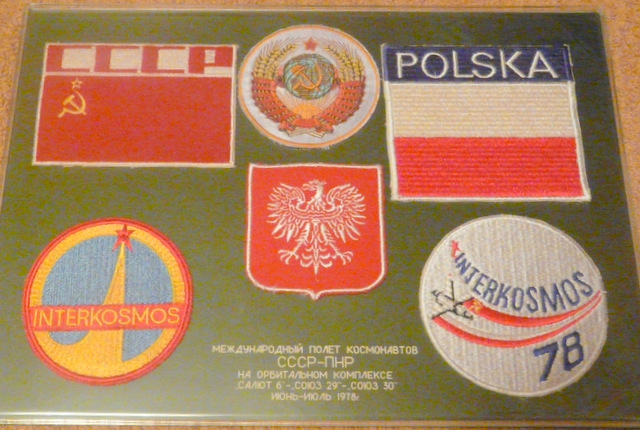 СССР
POLSKA
INTERKOSMOS
INTERKOSMOS
78
МЕЖДУНАРОДНЫЙ ПОЛЕТ КОСМОНАВТОВ
СССР-ПНР
НА ОРБИТАЛЬНОМ КОМПЛЕКСЕ
„САЛЮТ 6"-„СОЮЗ 29"-„СОЮЗ 30"
ИЮНЬ-ИЮЛЬ 1978г